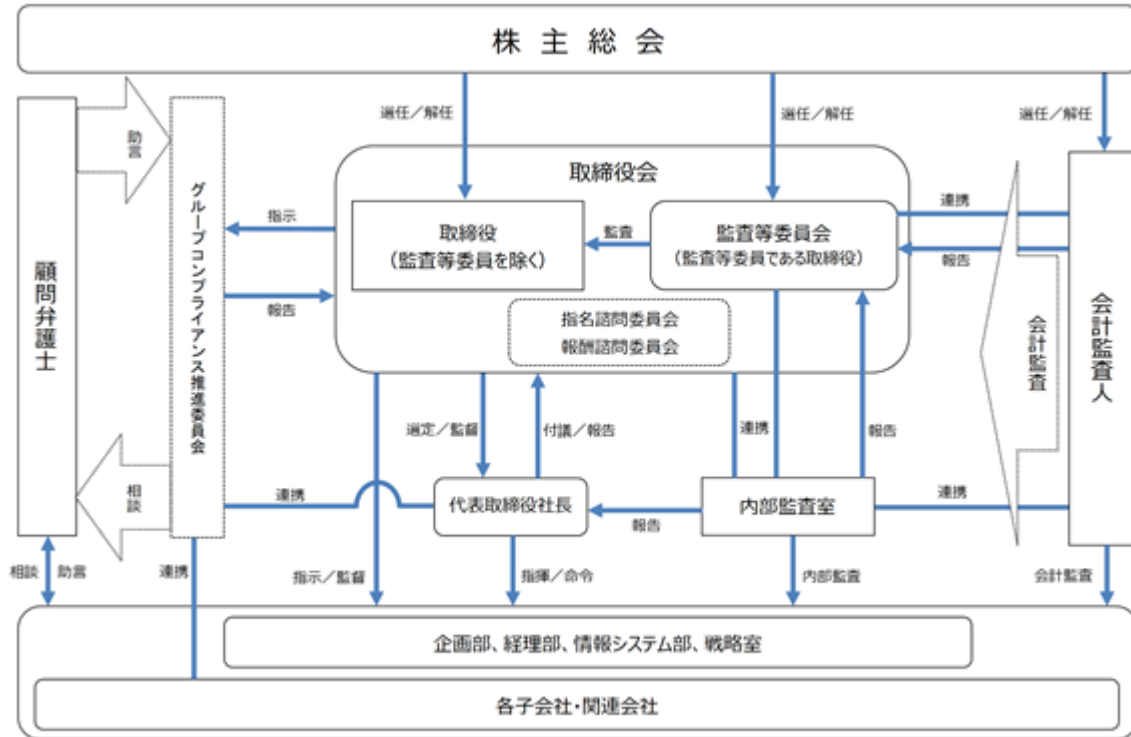 株主総会
選任／解任
選任／解任
選任／解任
助言
顧問弁護士
グループコンプライアンス推進委員会
指示
報告
取締役会
取締役
（監査等委員を除く）
監査
監査等委員会
（監査等委員である取締役）
指名諮問委員会
報酬諮問委員会
連携
報告
会計監査
会計監査人
選定／監督
付議／報告
連携
報告
相談
連携
代表取締役社長
報告
内部監査室
連携
相談
助言
連携
指示／監督
指揮／命令
内部監査
会計監査
企画部、経理部、情報システム部、戦略室
各子会社・関連会社